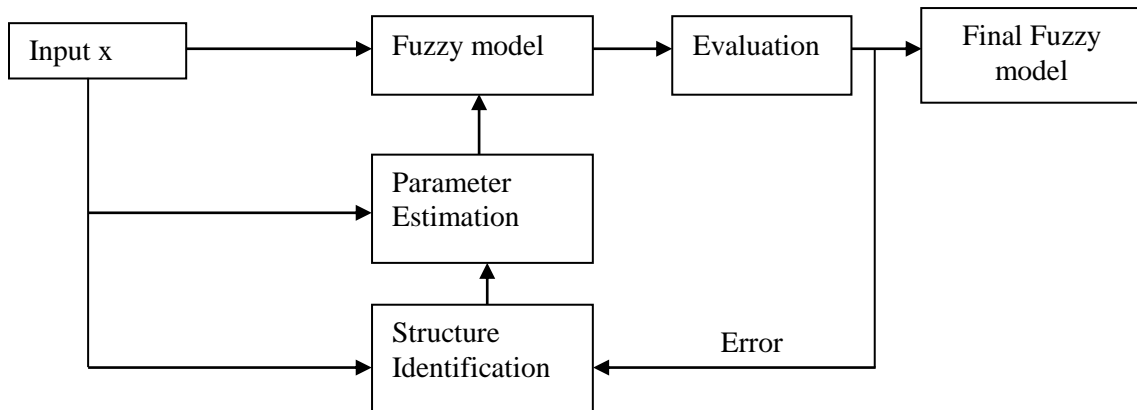 Input x
Fuzzy model
Evaluation
Final Fuzzy
model
Parameter
Estimation
Structure
Identification
Error